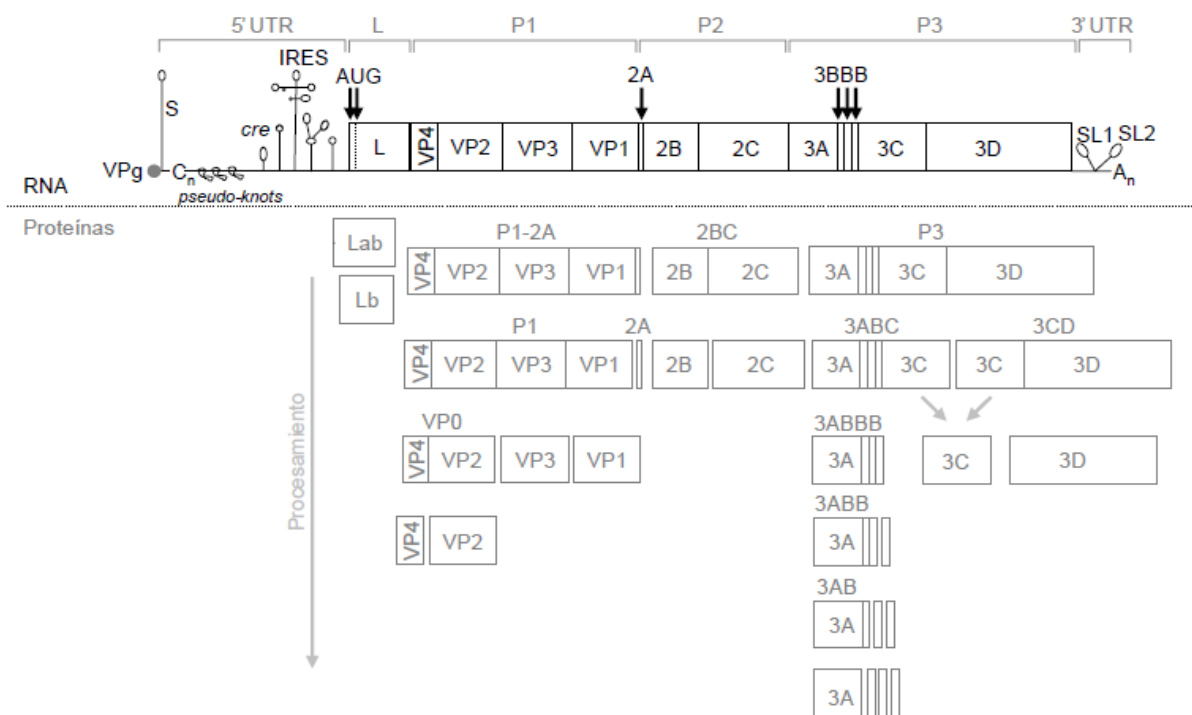 5' UTR L P1 P2 P3 3' UTR
IRES AUG 2A 3BBB
S cre SL1 SL2
L VP4 VP2 VP3 VP1 2B 2C 3A 3C 3D
VPg Cn An
RNA pseudo-knots
Proteínas
Lab P1-2A 2BC P3
VP4 VP2 VP3 VP1 2B 2C 3A 3C 3D
Lb
P1 2A 3ABC 3CD
VP4 VP2 VP3 VP1 2B 2C 3A 3C 3C 3D
Procesamiento
VP0 3ABBB
VP4 VP2 VP3 VP1 3A 3C 3D
3ABB
VP4 VP2 3A
3AB
3A
3A